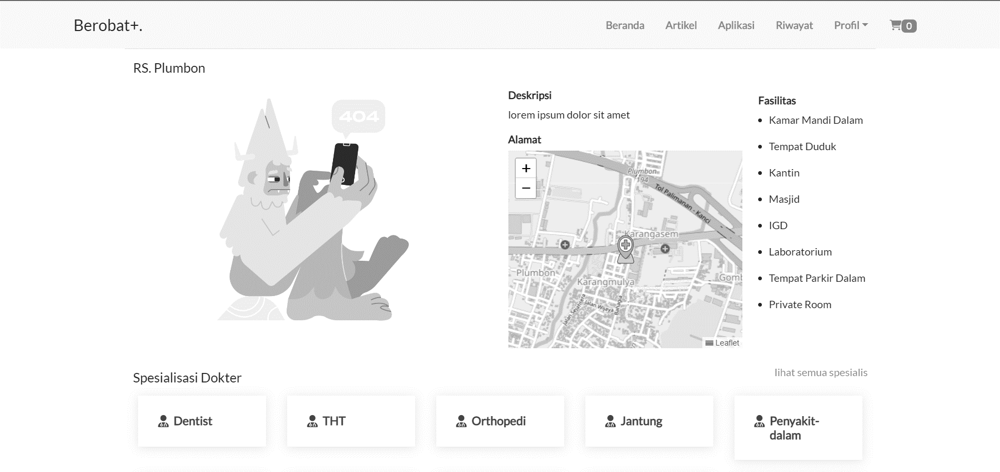 Berobat+.
Beranda
Artikel
Aplikasi
Riwayat
Profil
0
RS. Plumbon
404
Deskripsi
lorem ipsum dolor sit amet
Alamat
+
−
Plumbon
194
Tol Palimanan - Kanci
Karangasem
Plumbon
Karangmulya
Gomb
Jalan Sejahtera
Jalan Wijaya
Bahagia
Leaflet
Fasilitas
Kamar Mandi Dalam
Tempat Duduk
Kantin
Masjid
IGD
Laboratorium
Tempat Parkir Dalam
Private Room
Spesialisasi Dokter
lihat semua spesialis
Dentist
THT
Orthopedi
Jantung
Penyakit-
dalam